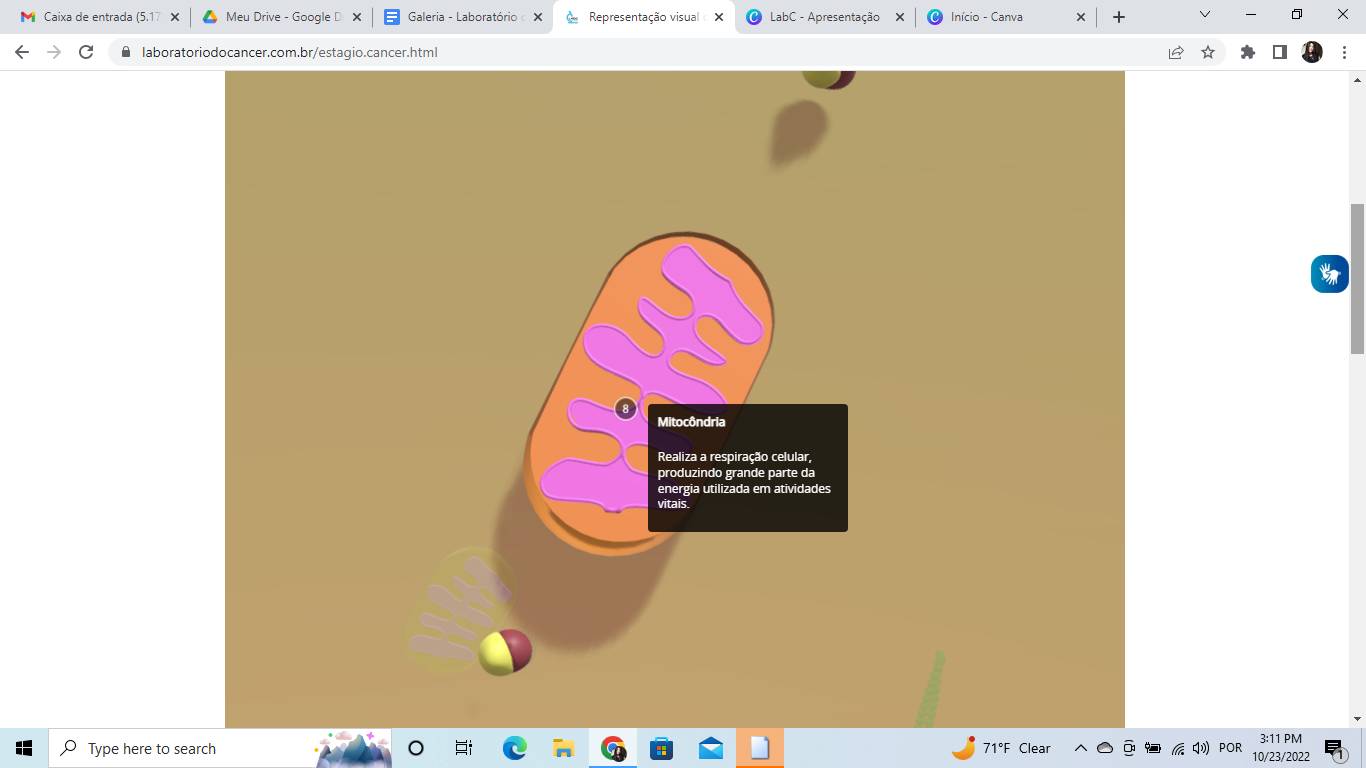 Caixa de entrada (5.17
Meu Drive - Google D
Galeria - Laboratório d
Representação visual d
LabC - Apresentação
Início - Canva
laboratoriodocancer.com.br/estagio.cancer.html
8
Mitocôndria
Realiza a respiração celular,
produzindo grande parte da
energia utilizada em atividades
vitais.
Type here to search
71°F Clear
POR
3:11 PM
10/23/2022
1